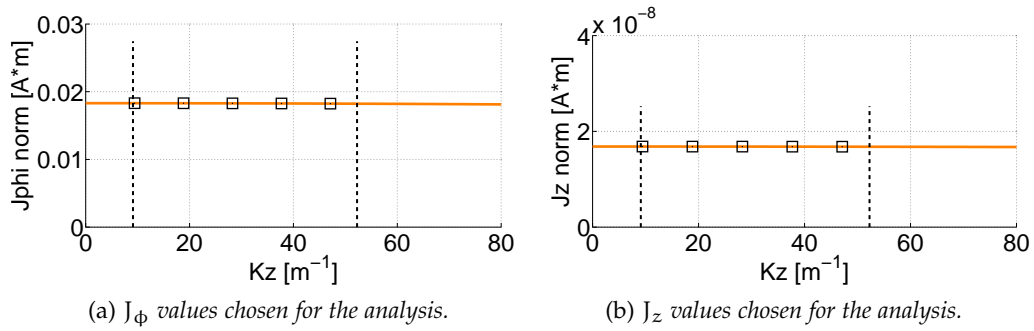 0.03
0.02
0.01
0
Jphi norm [A*m]
0 20 40 60 80
Kz [m⁻¹]
(a) Jϕ values chosen for the analysis.
x 10⁻⁸
4
2
0
Jz norm [A*m]
0 20 40 60 80
Kz [m⁻¹]
(b) Jz values chosen for the analysis.